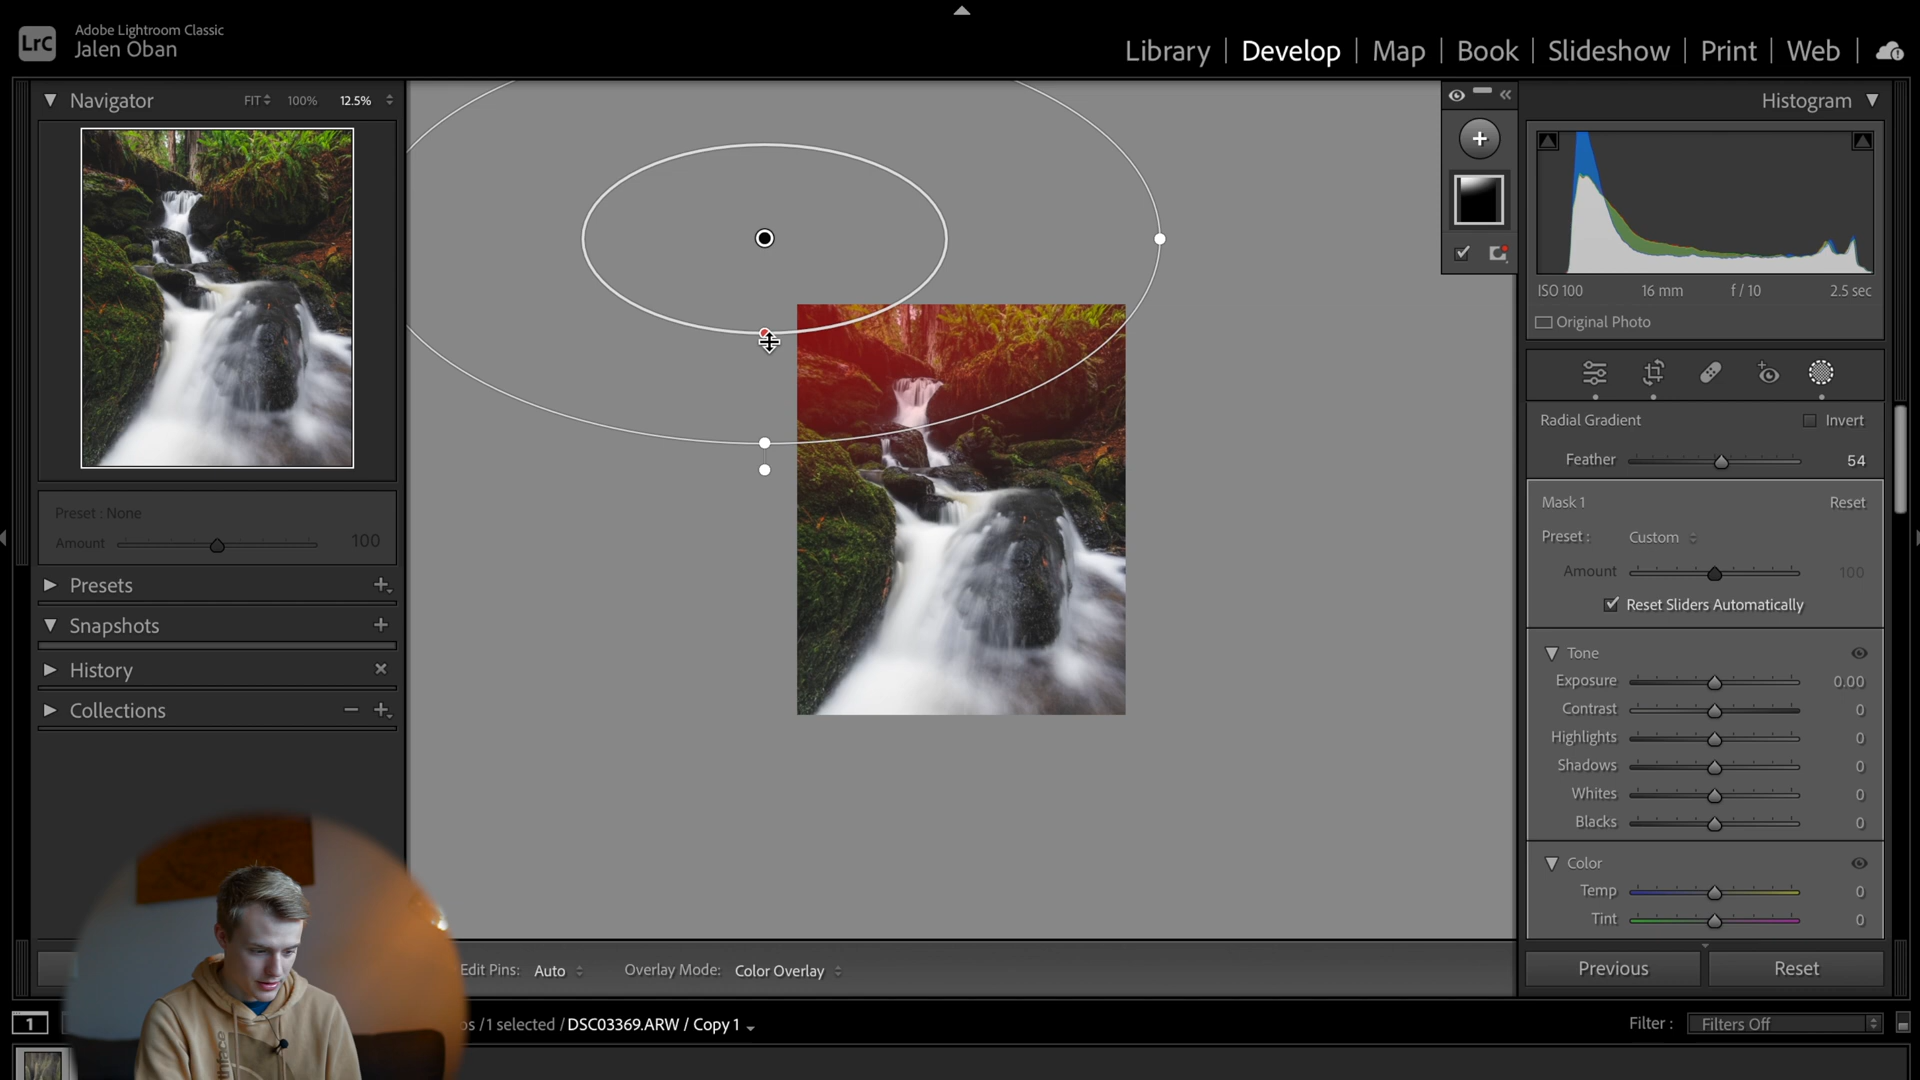 LrC
Adobe Lightroom Classic
Jalen Oban
Library | Develop | Map | Book | Slideshow | Print | Web
Navigator
FIT 100% 12.5%
Preset : None
Amount 100
Presets
Snapshots
History
Collections
Histogram
ISO 100 16 mm f / 10 2.5 sec
Original Photo
Radial Gradient Invert
Feather 54
Mask 1 Reset
Preset : Custom
Amount 100
Reset Sliders Automatically
Tone
Exposure 0.00
Contrast 0
Highlights 0
Shadows 0
Whites 0
Blacks 0
Color
Temp 0
Tint 0
Edit Pins: Auto Overlay Mode: Color Overlay
Previous Reset
1
/1 selected / DSC03369.ARW / Copy 1
Filter : Filters Off